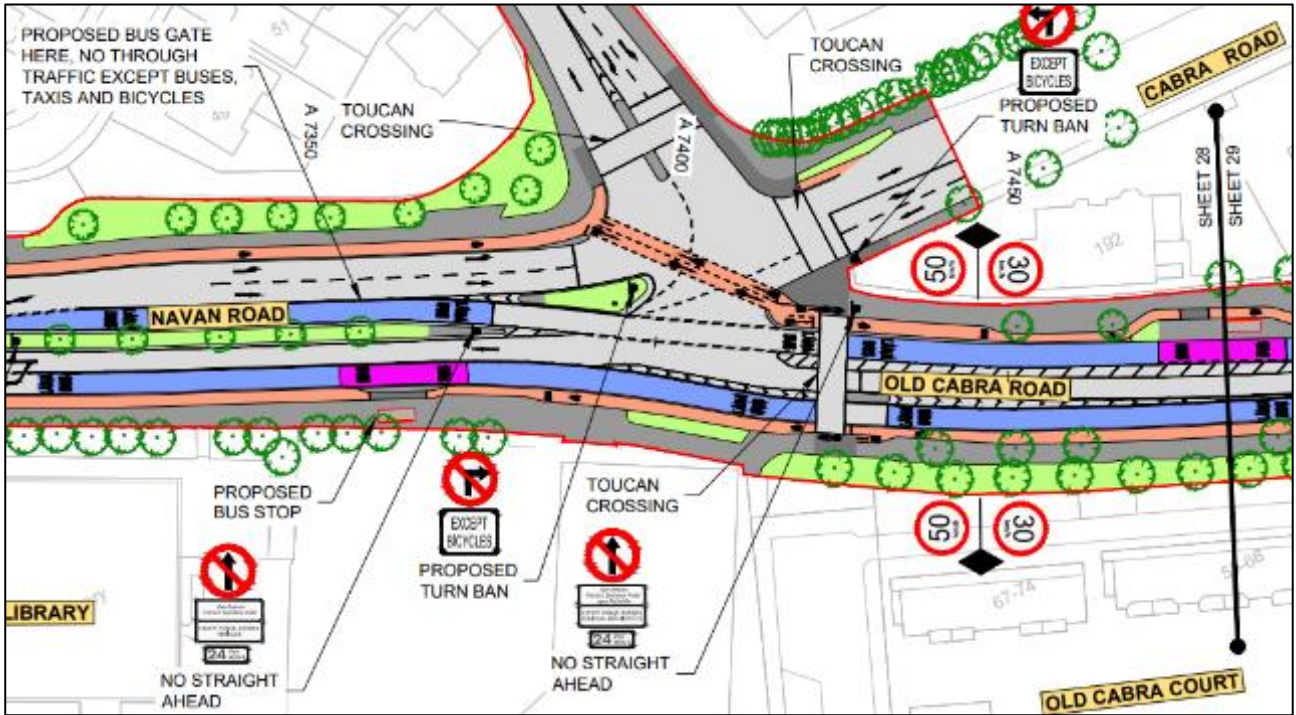 PROPOSED BUS GATE
HERE, NO THROUGH
TRAFFIC EXCEPT BUSES,
TAXIS AND BICYCLES
51
TOUCAN
CROSSING
A 7350
A 7400
TOUCAN
CROSSING
EXCEPT
BICYCLES
PROPOSED
TURN BAN
CABRA ROAD
A 7450
SHEET 28
SHEET 29
192
50
30
NAVAN ROAD
OLD CABRA ROAD
PROPOSED
BUS STOP
EXCEPT
BICYCLES
PROPOSED
TURN BAN
TOUCAN
CROSSING
50
30
LIBRARY
24
NO STRAIGHT
AHEAD
24
NO STRAIGHT
AHEAD
67-74
OLD CABRA COURT